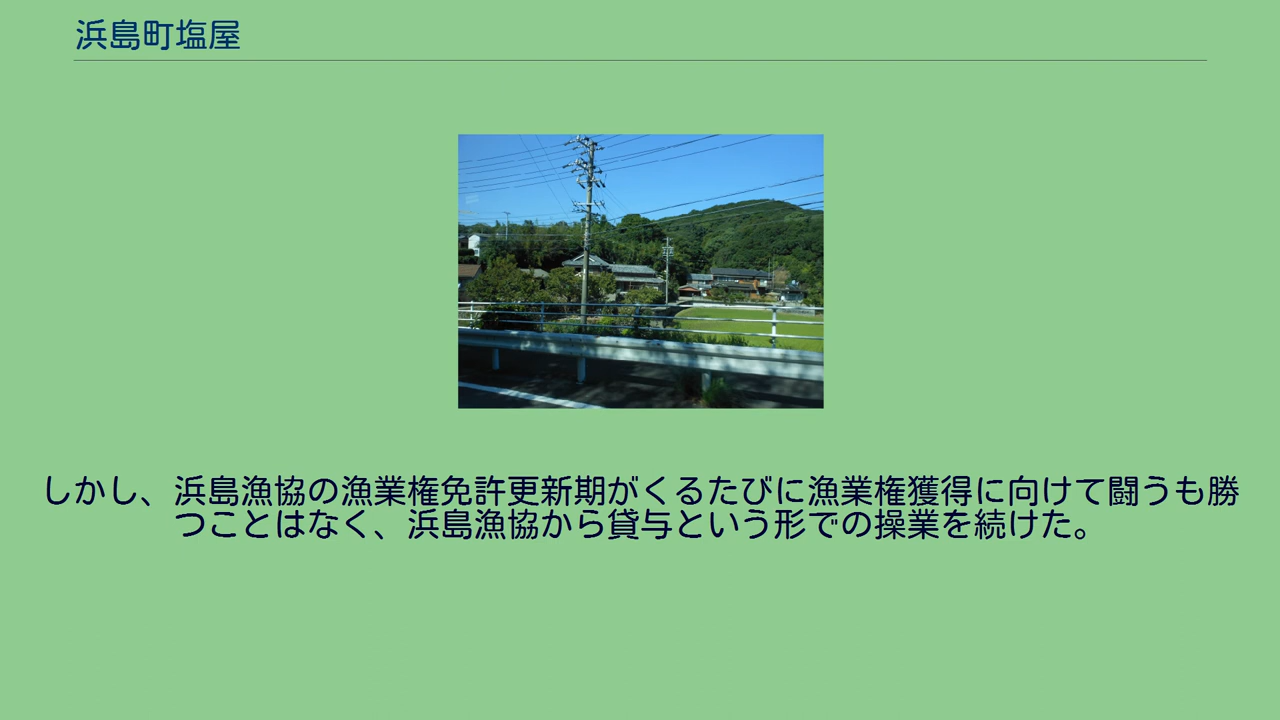 浜島町塩屋
しかし、浜島漁協の漁業権免許更新期がくるたびに漁業権獲得に向けて闘うも勝
つことはなく、浜島漁協から貸与という形での操業を続けた。